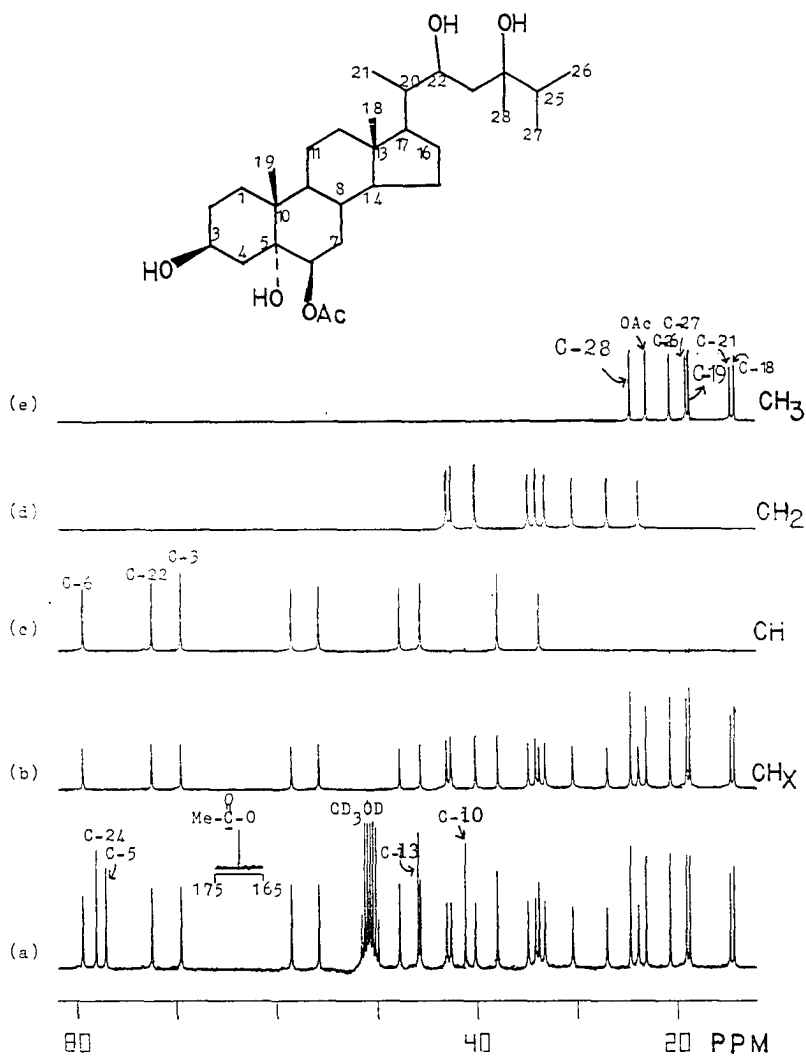 OH OH
21 20 22 26
18 25
28 27
17 16
11 13
19
1 10 8 14
3 4 5 7
HO HO OAc
C-28 OAc C-26 C-27 C-19 C-21 C-18
(e) CH3
(d) CH2
C-6 C-22 C-3
(c) CH
(b) CHX
O
Me-C-O
C-24
C-5
175 165
CD3OD
C-13
C-10
(a)
80 40 20 PPM